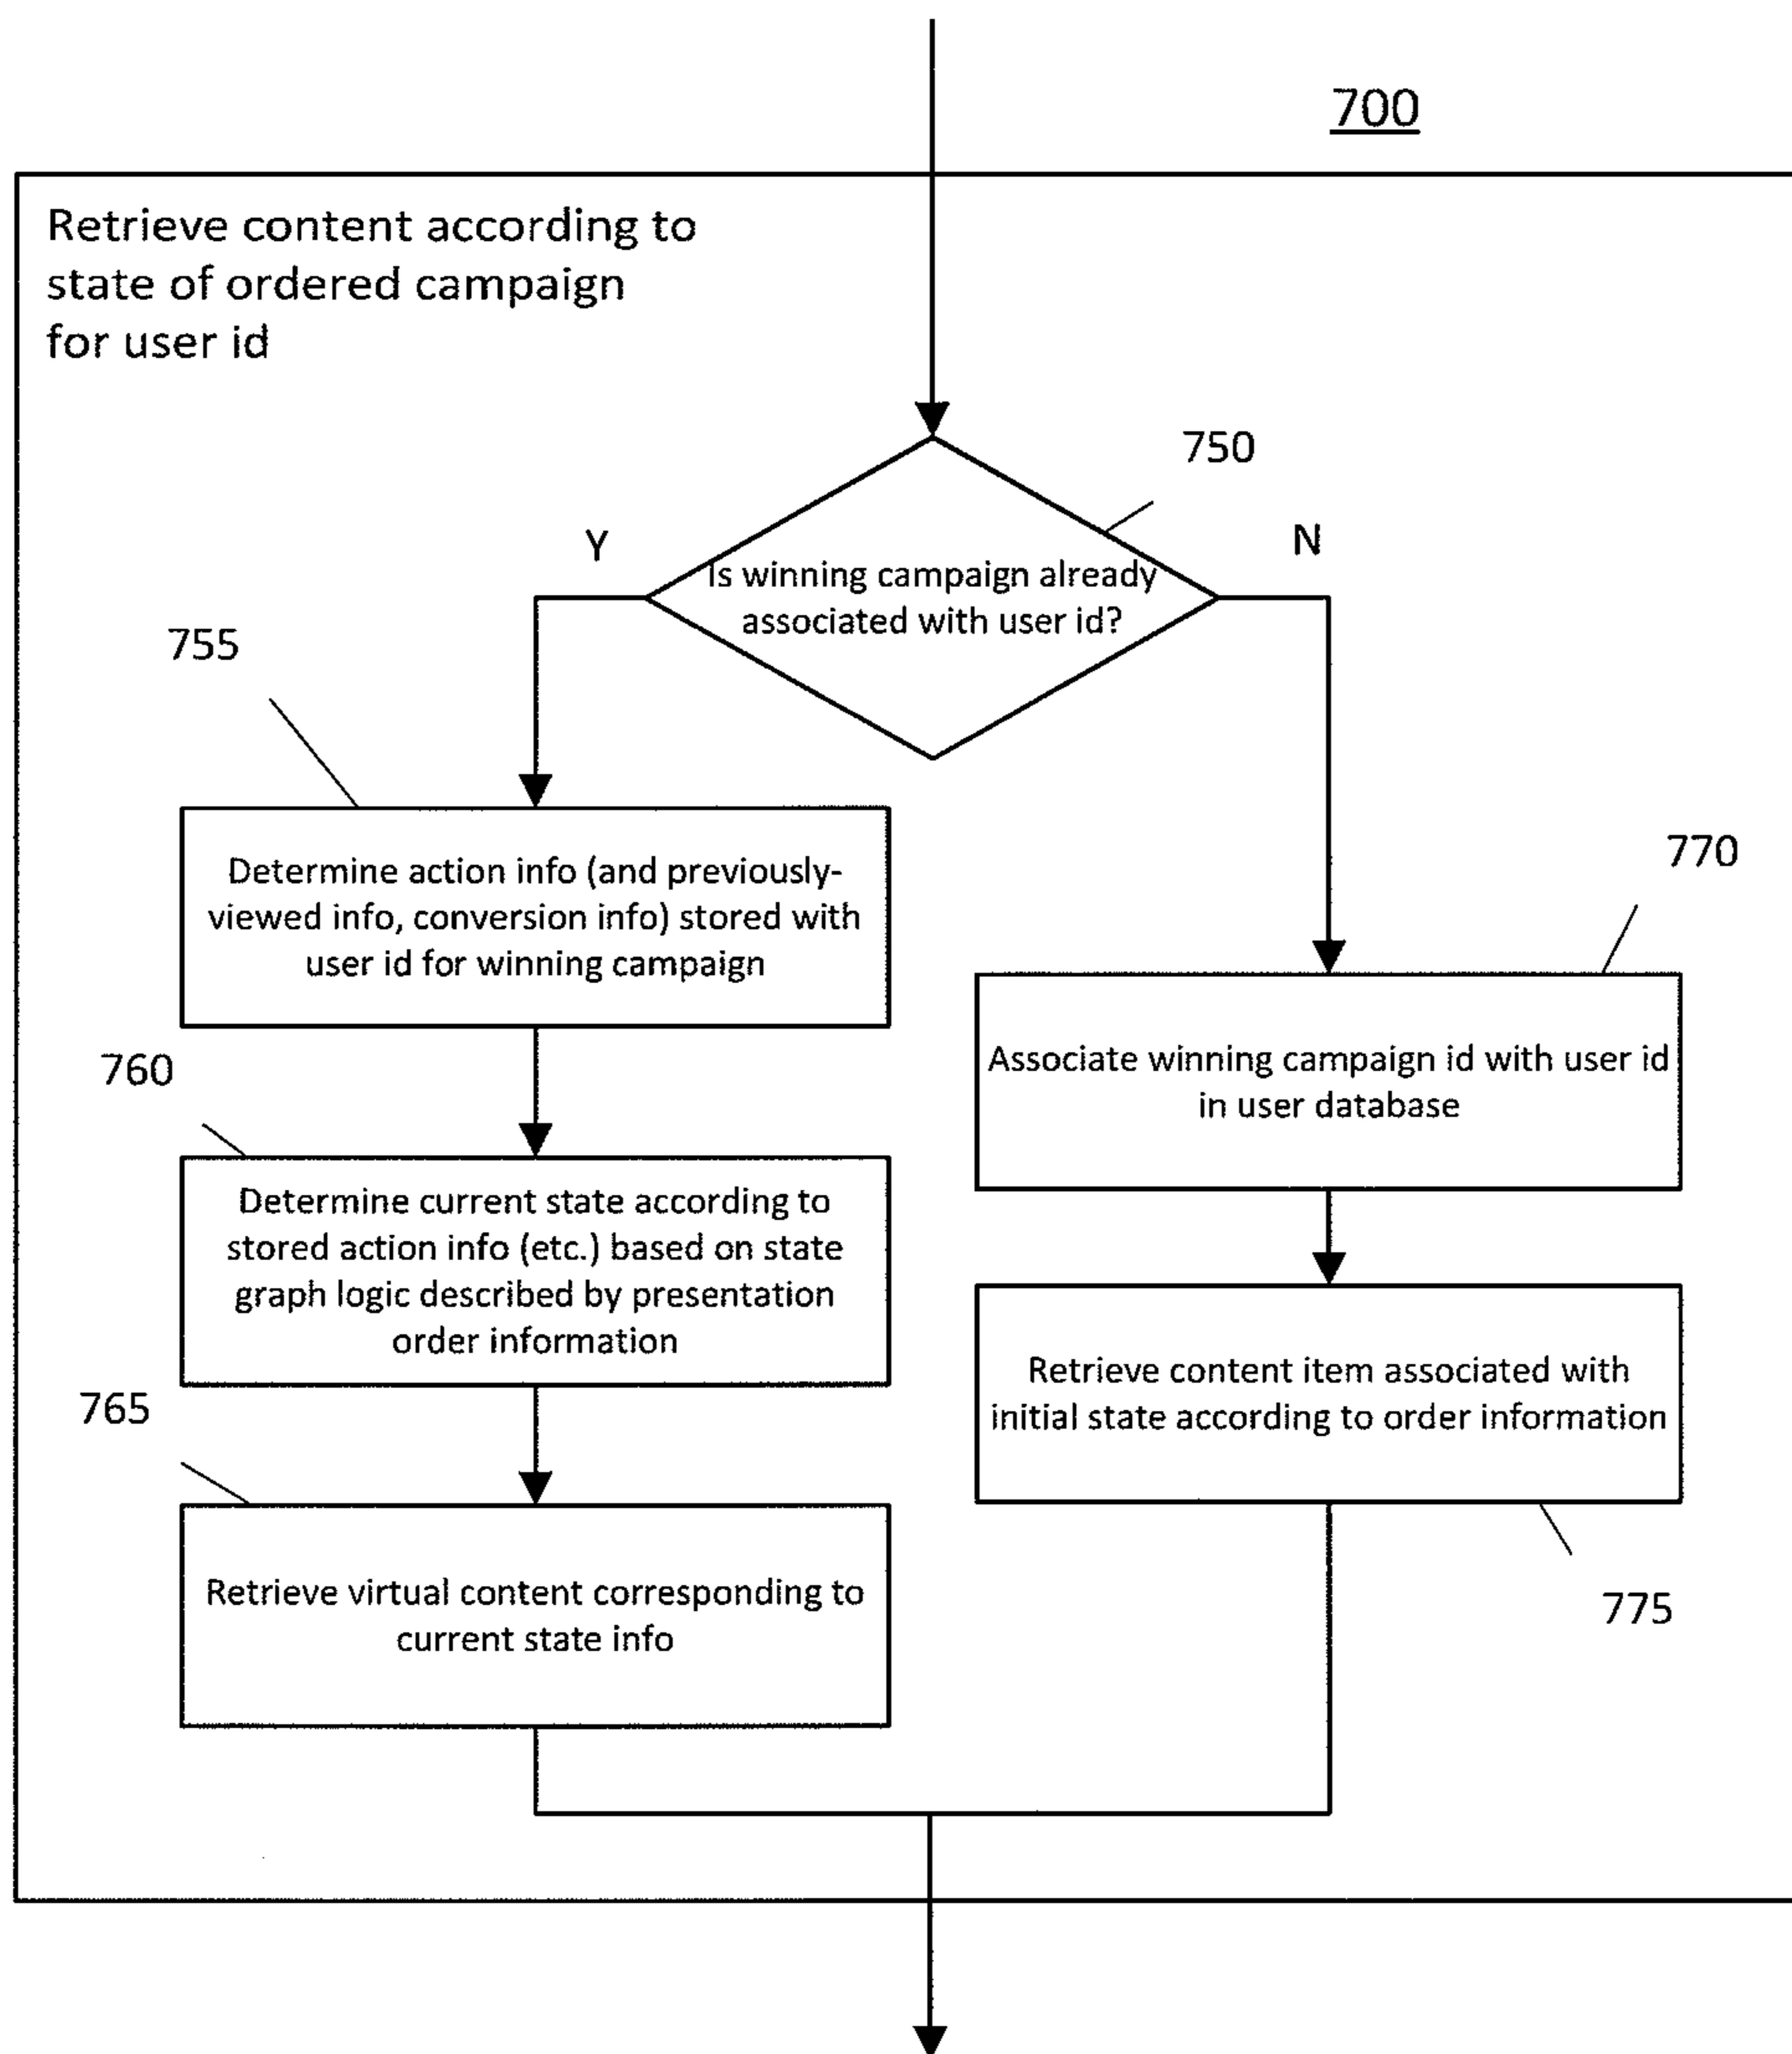 700
Retrieve content according to
state of ordered campaign
for user id
750
Y
N
Is winning campaign already
associated with user id?
755
Determine action info (and previously-
viewed info, conversion info) stored with
user id for winning campaign
770
Associate winning campaign id with user id
in user database
760
Determine current state according to
stored action info (etc.) based on state
graph logic described by presentation
order information
Retrieve content item associated with
initial state according to order information
765
Retrieve virtual content corresponding to
current state info
775